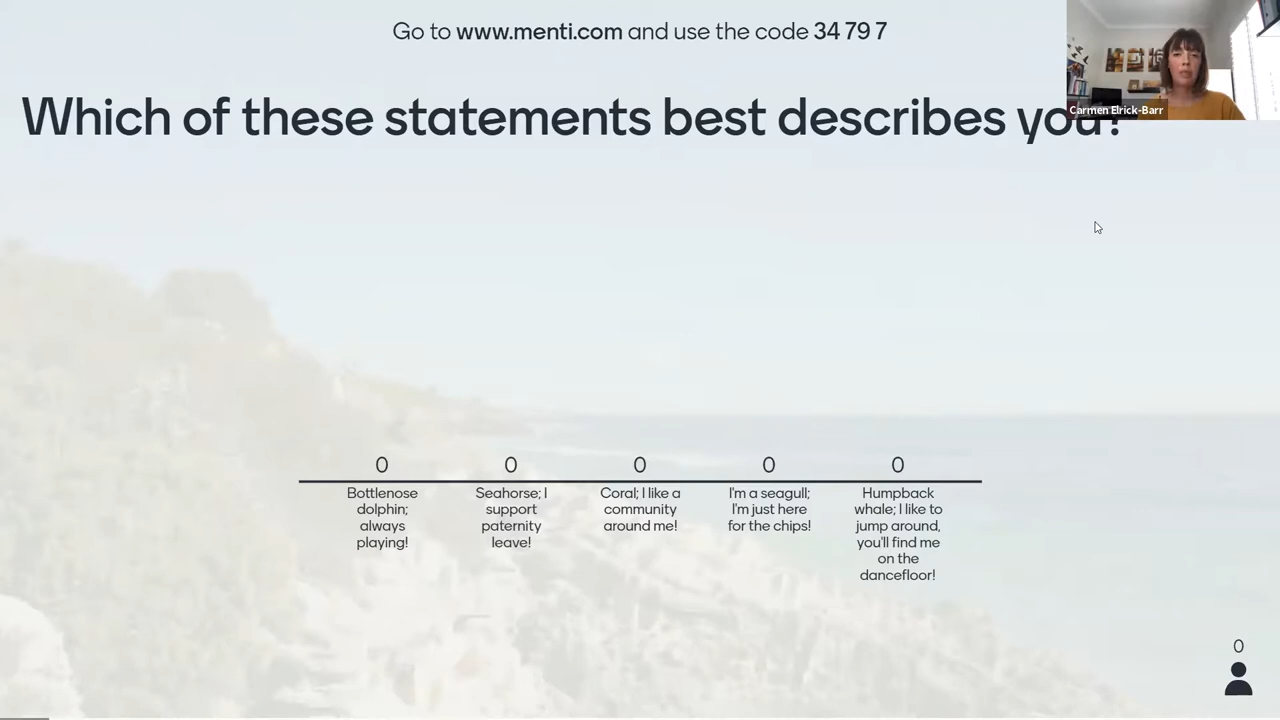 Go to www.menti.com and use the code 34 79 7
Carmen Elrick-Barr
Which of these statements best describes you?
0
0
0
0
0
Bottlenose
dolphin;
always
playing!
Seahorse; I
support
paternity
leave!
Coral; I like a
community
around me!
I'm a seagull;
I'm just here
for the chips!
Humpback
whale; I like to
jump around,
you'll find me
on the
dancefloor!
0